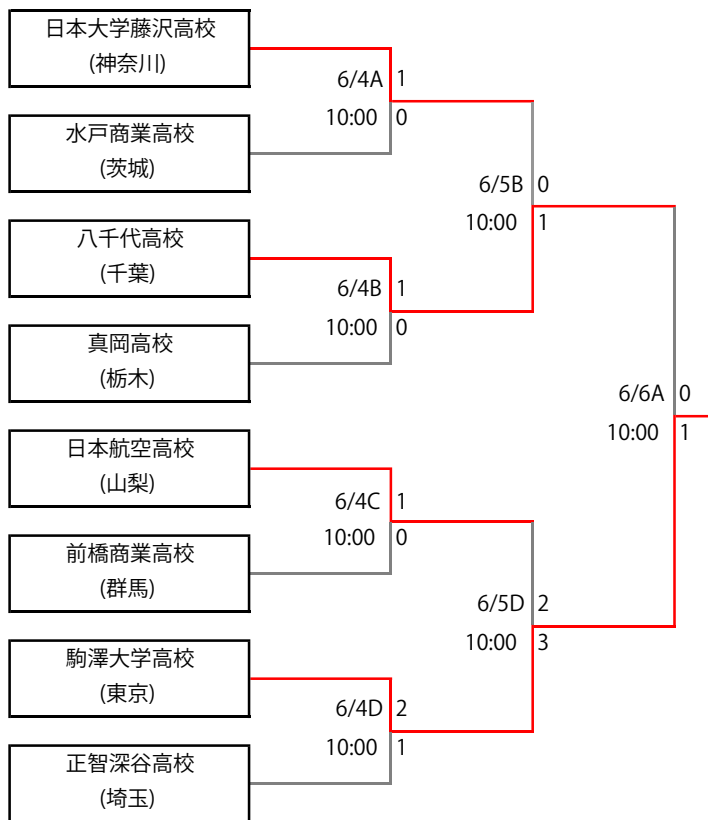 日本大学藤沢高校
(神奈川)
6/4A 1
10:00 0
水戸商業高校
(茨城)
6/5B 0
10:00 1
八千代高校
(千葉)
6/4B 1
10:00 0
真岡高校
(栃木)
6/6A 0
10:00 1
日本航空高校
(山梨)
6/4C 1
10:00 0
前橋商業高校
(群馬)
6/5D 2
10:00 3
駒澤大学高校
(東京)
6/4D 2
10:00 1
正智深谷高校
(埼玉)